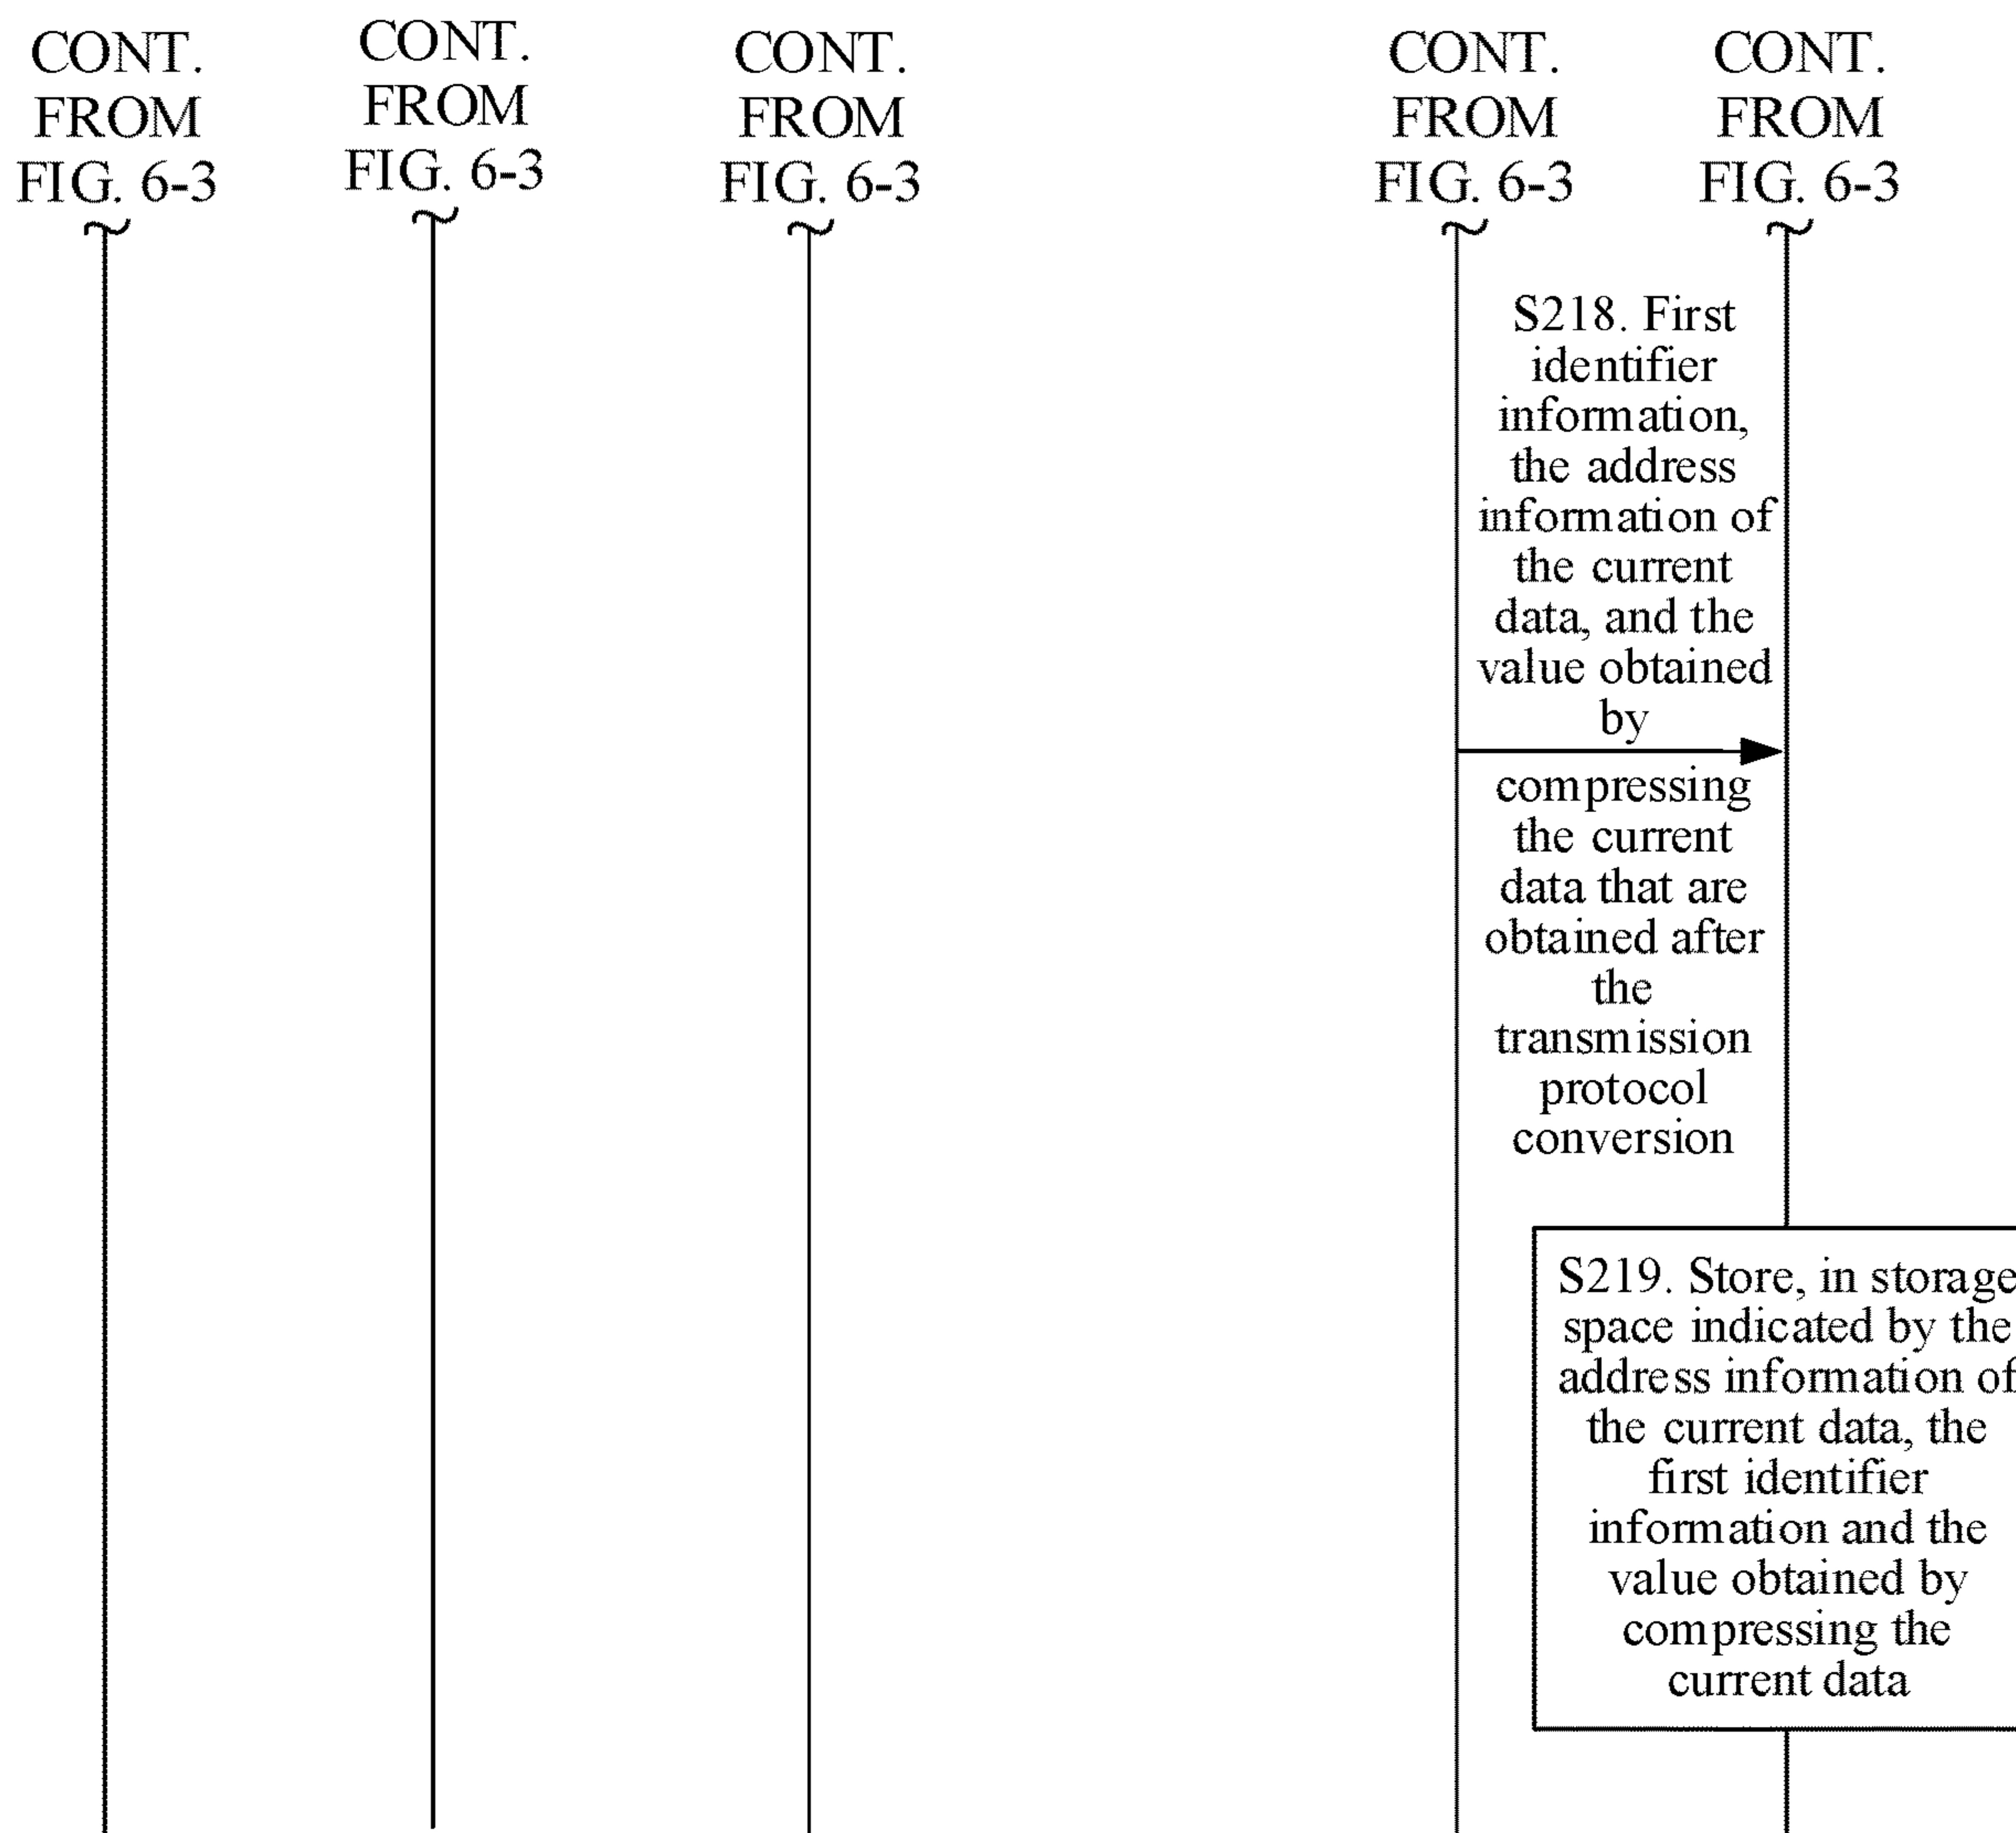 CONT.
FROM
FIG. 6-3
CONT.
FROM
FIG. 6-3
CONT.
FROM
FIG. 6-3
CONT.
FROM
FIG. 6-3
CONT.
FROM
FIG. 6-3
S218. First
identifier
information,
the address
information of
the current
data, and the
value obtained
by
compressing
the current
data that are
obtained after
the
transmission
protocol
conversion
S219. Store, in storage
space indicated by the
address information of
the current data, the
first identifier
information and the
value obtained by
compressing the
current data